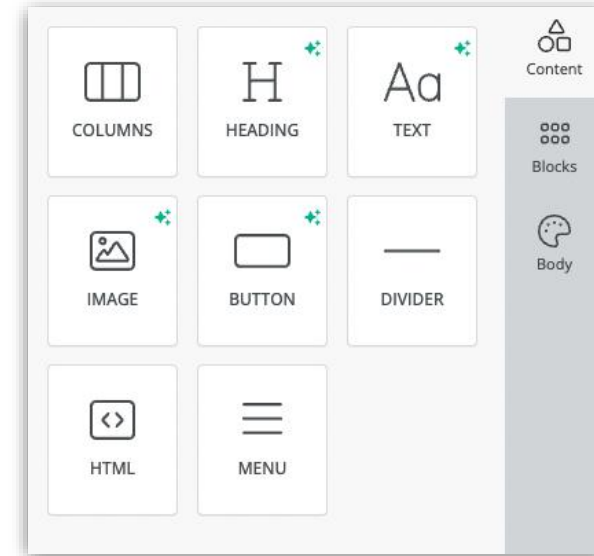 COLUMNS
HEADING
TEXT
IMAGE
BUTTON
DIVIDER
HTML
MENU
Content
Blocks
Body